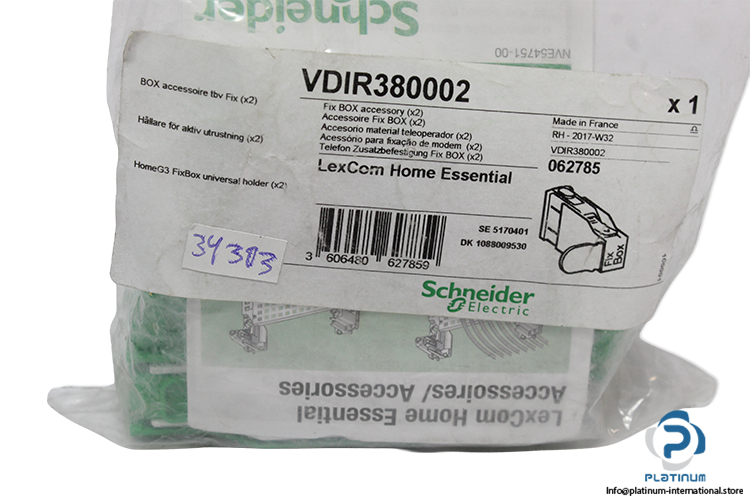 Schneider
Electric
NVE54751-00
BOX accessoire tbv Fix (x2)
Hållare för aktiv utrustning (x2)
HomeG3 FixBox universal holder (x2)
VDIR380002
x 1
Fix BOX accessory (x2)
Accessoire Fix BOX (x2)
Accesorio material teleoperador (x2)
Acessório para fixação de modem (x2)
Telefon Zusatzbefestigung Fix BOX (x2)
LexCom Home Essential
Made in France
RH - 2017-W32
VDIR380002
062785
SE 5170401
DK 1088009530
Fix
Box
34313
3 606480 627859
Schneider
Electric
LexCom Home Essential
Accessoires/ Accessories
PLATINUM
Info@platinum-international.store